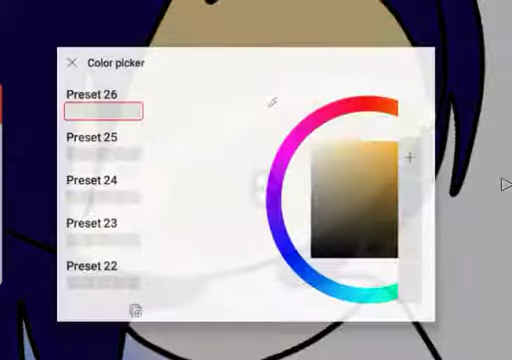 Color picker
Preset 26
Preset 25
Preset 24
Preset 23
Preset 22